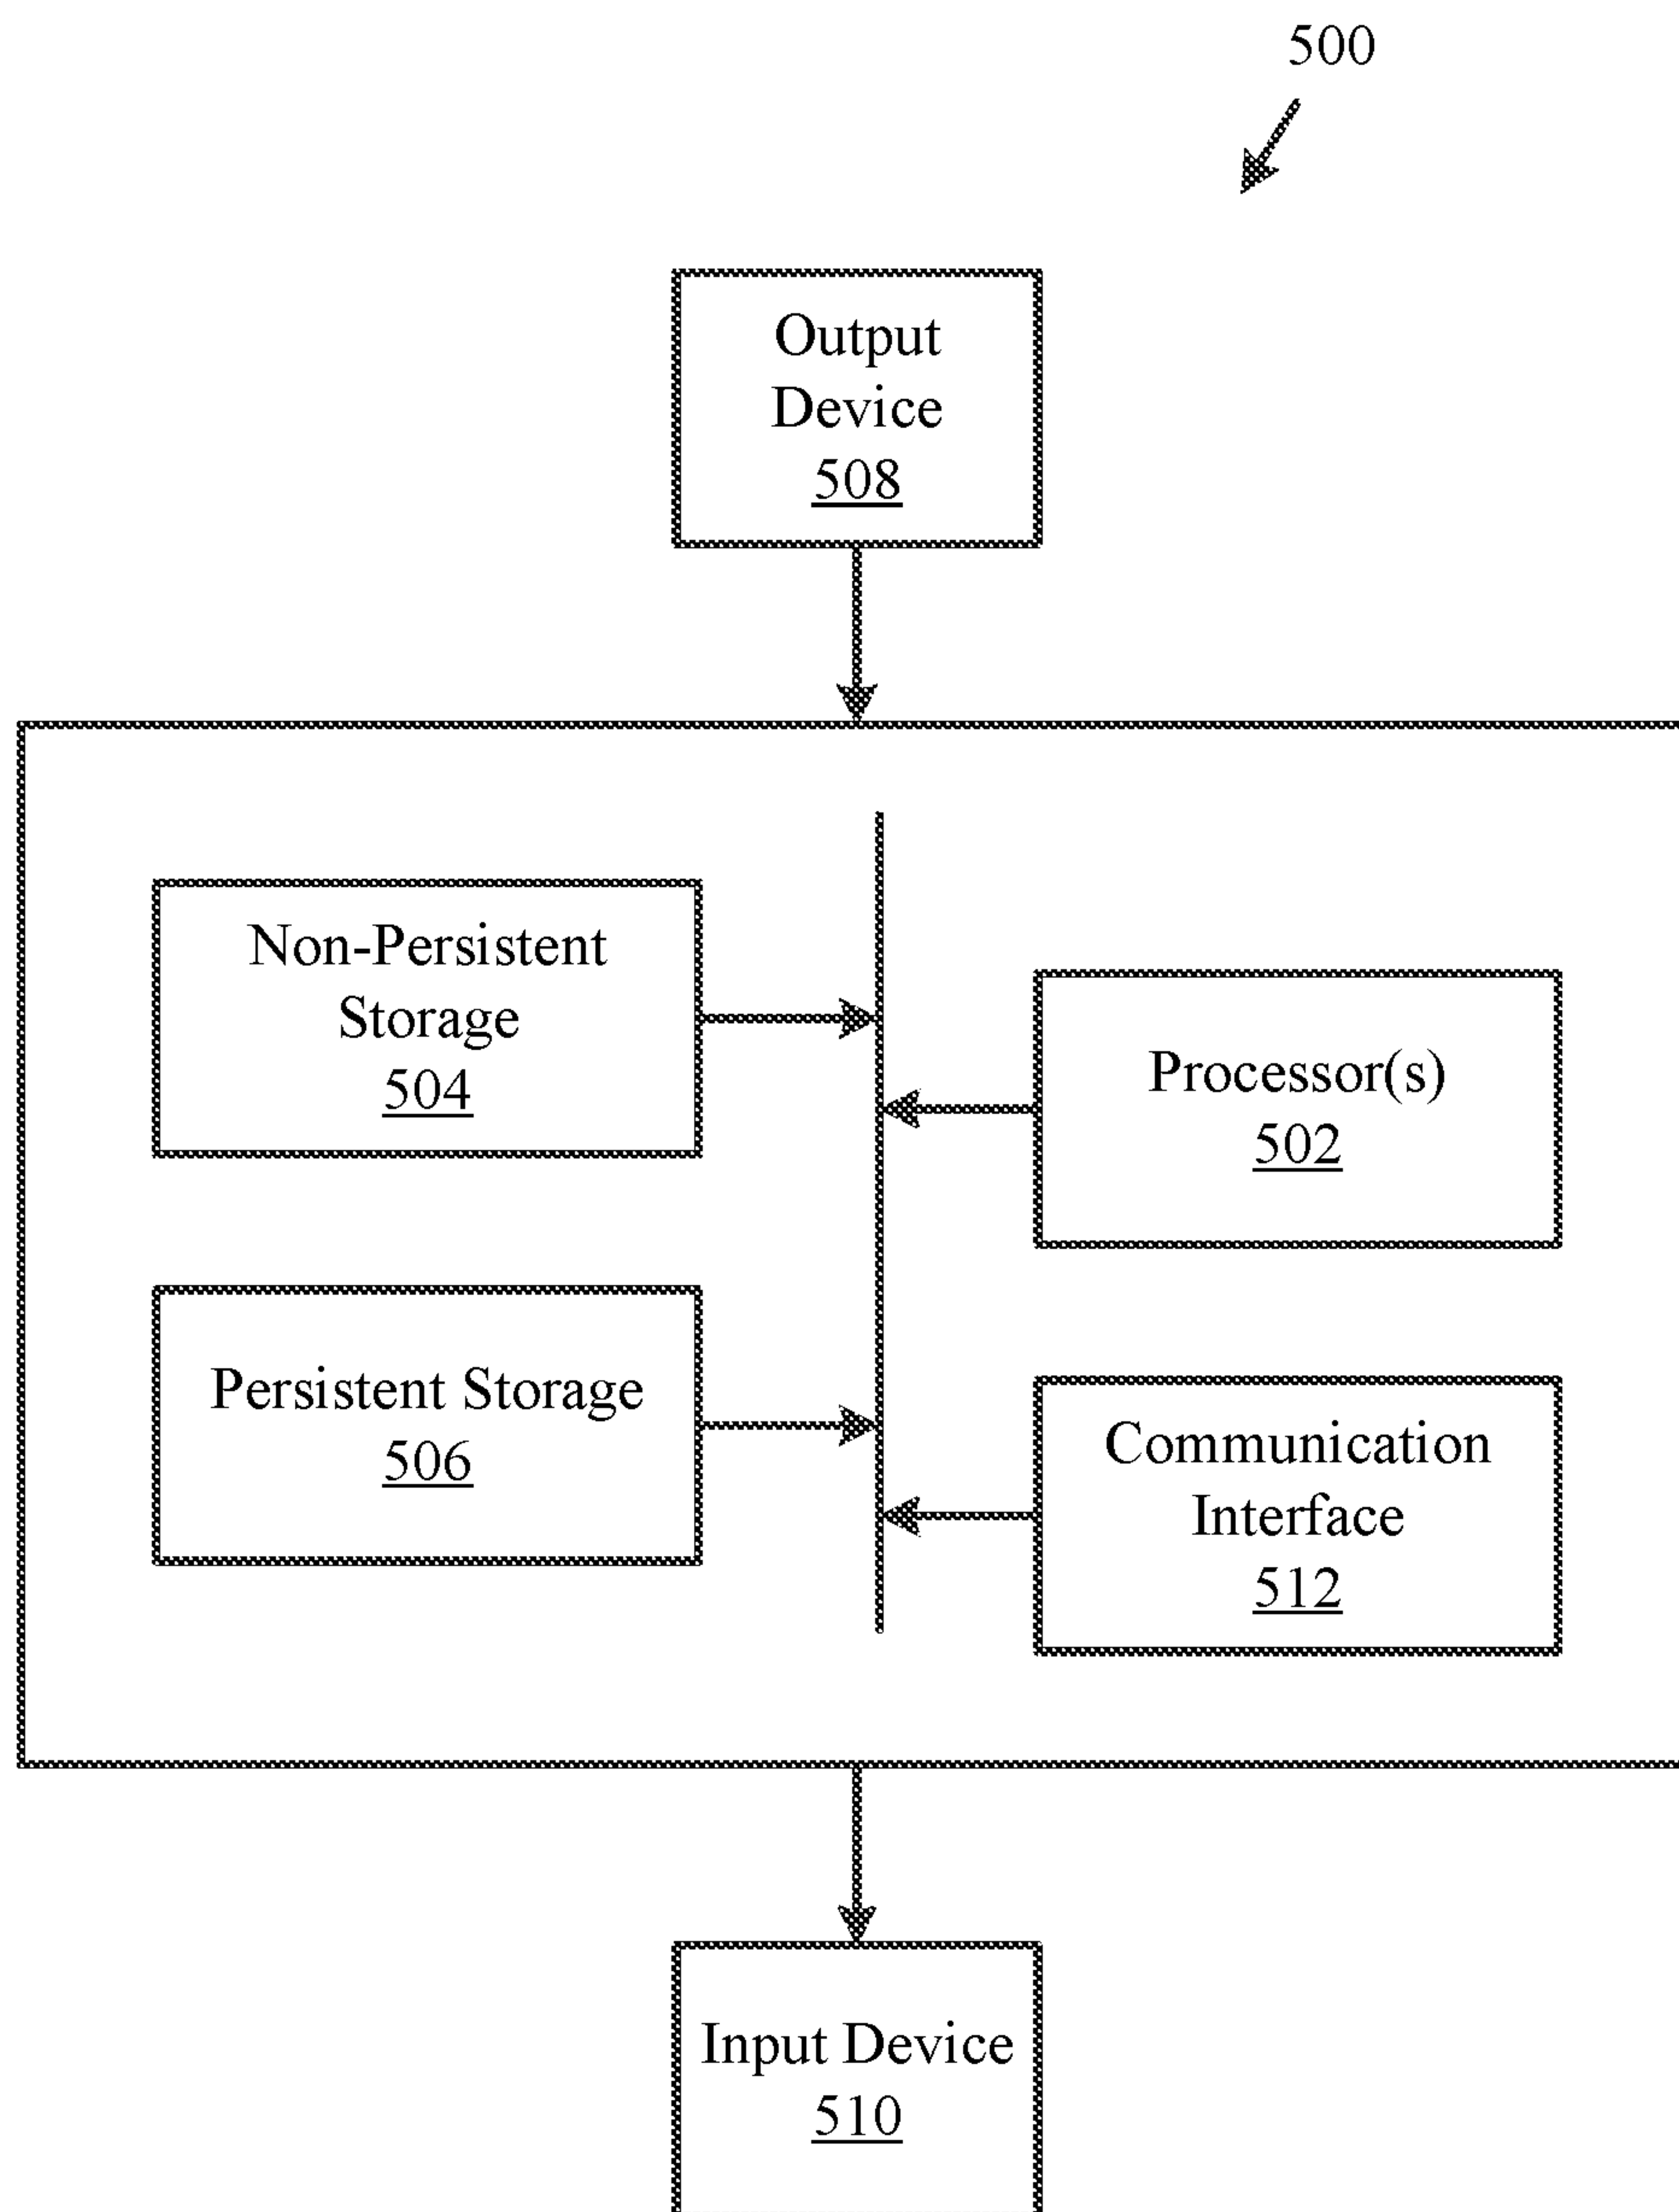 500
Output
Device
508
Non-Persistent
Storage
504
Processor(s)
502
Persistent Storage
506
Communication
Interface
512
Input Device
510